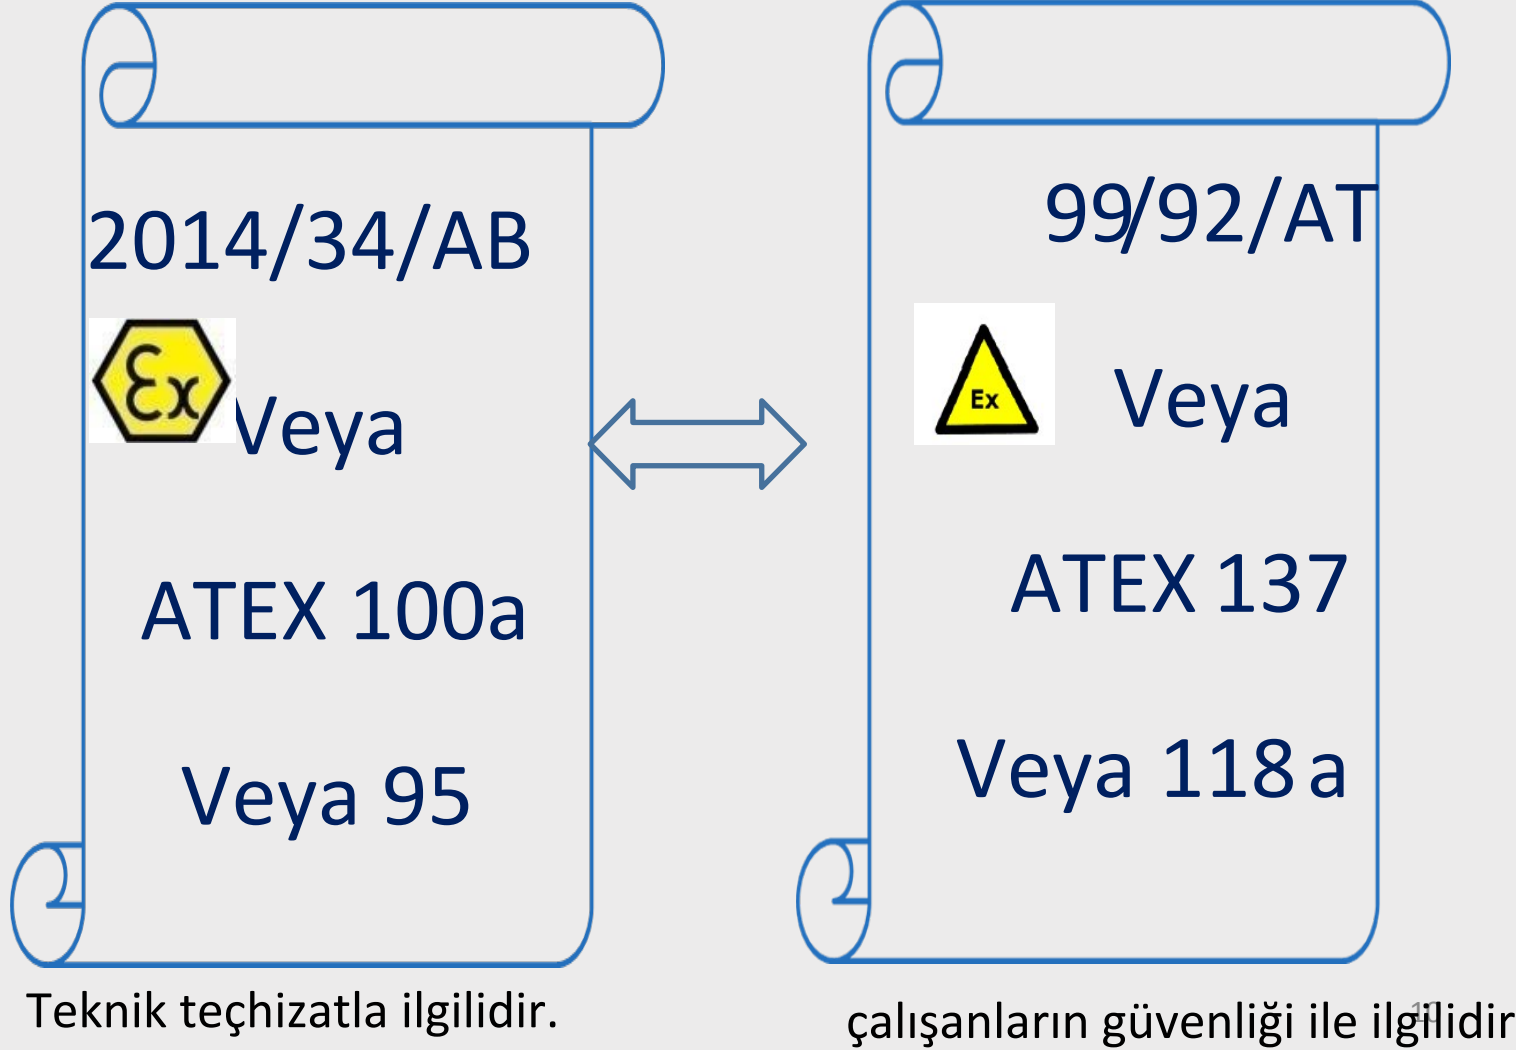 2014/34/AB
Ex
Veya
ATEX 100a
Veya 95
Teknik teçhizatla ilgilidir.
99/92/AT
Ex
Veya
ATEX 137
Veya 118 a
çalışanların güvenliği ile ilgilidir
10